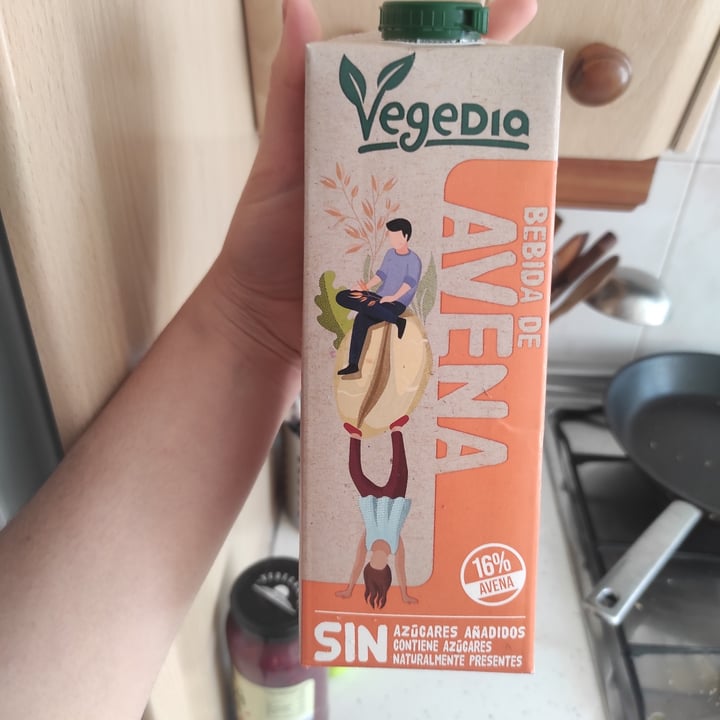 VegeDia
BEBIDA DE
AVENA
16%
AVENA
SIN
AZÚCARES AÑADIDOS
CONTIENE AZÚCARES
NATURALMENTE PRESENTES